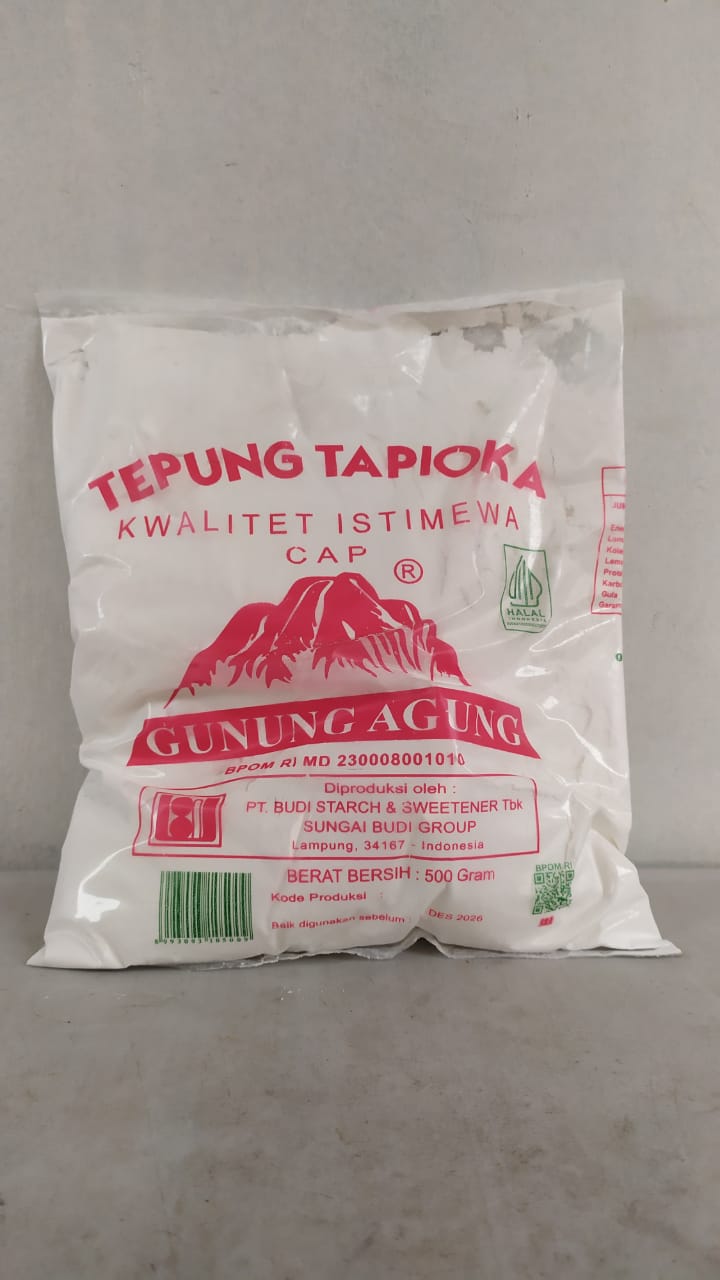 TEPUNG TAPIOKA
KWALITET ISTIMEWA
CAP
®
HALAL
INDONESIA
GUNUNG AGUNG
BPOM RI MD 230008001010
Diproduksi oleh :
PT. BUDI STARCH & SWEETENER Tbk
SUNGAI BUDI GROUP
Lampung, 34167 - Indonesia
BERAT BERSIH : 500 Gram
Kode Produksi :
Baik digunakan sebelum : DES 2026
BPOM RI